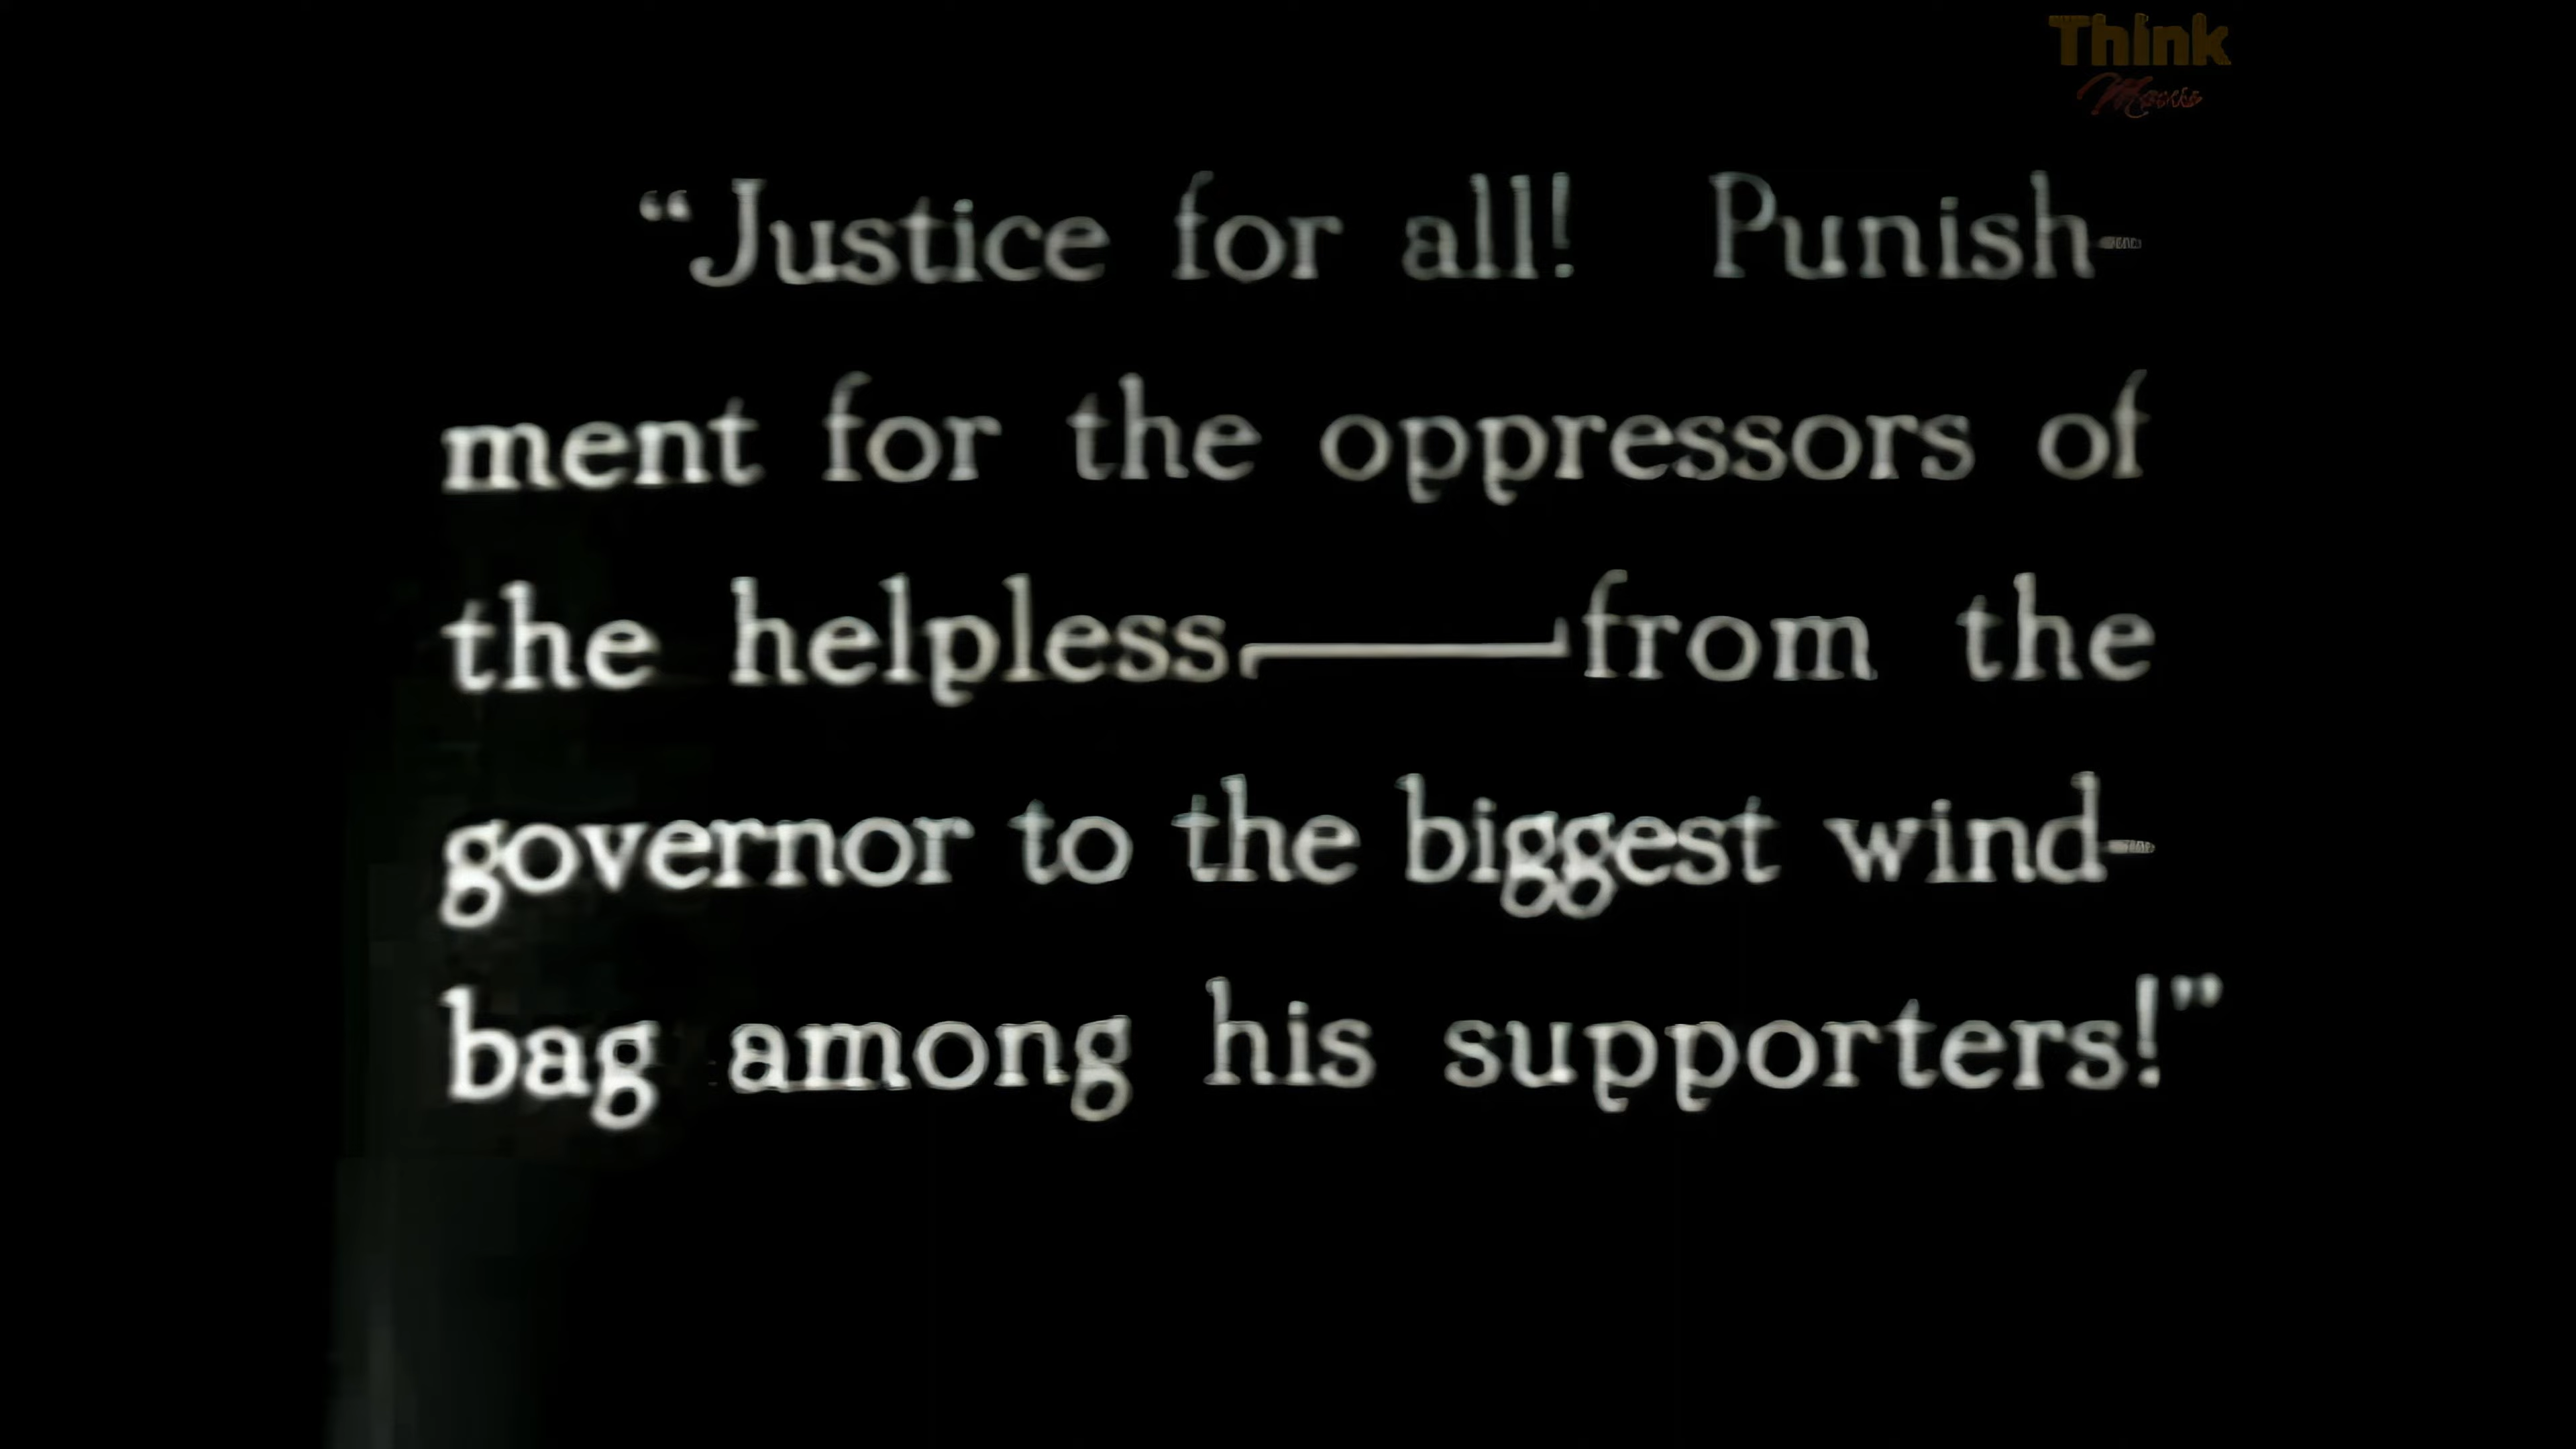 Think
“Justice for all! Punish-
ment for the oppressors of
the helpless——from the
governor to the biggest wind-
bag among his supporters!”